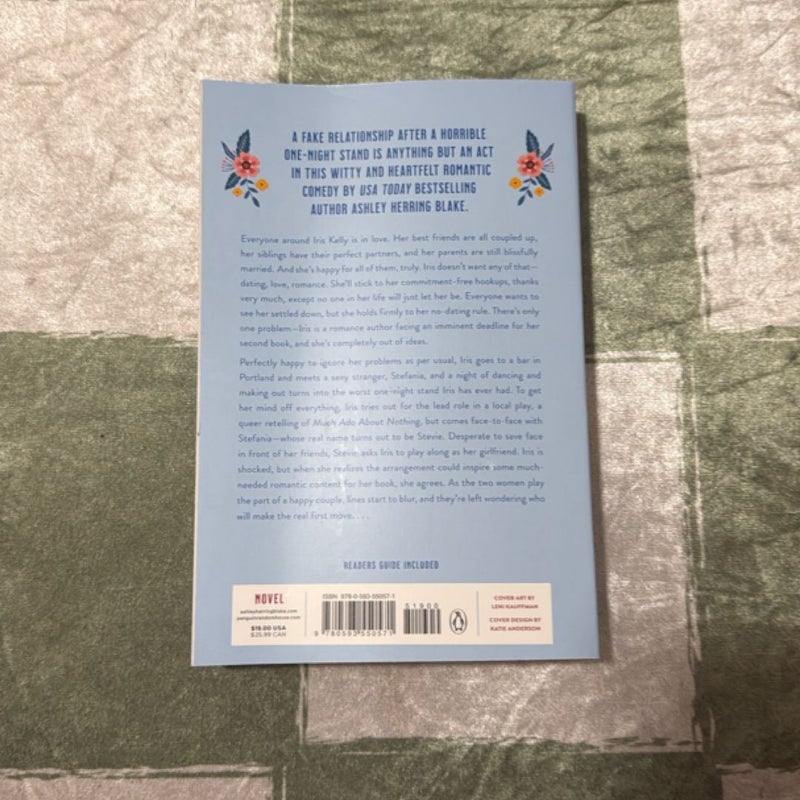 A FAKE RELATIONSHIP AFTER A HORRIBLE
ONE-NIGHT STAND IS ANYTHING BUT AN ACT
IN THIS WITTY AND HEARTFELT ROMANTIC
COMEDY BY USA TODAY BESTSELLING
AUTHOR ASHLEY HERRING BLAKE.
Everyone around Iris Kelly is in love. Her best friends are all coupled up,
her siblings have their perfect partners, and her parents are still blissfully
married. And she's happy for all of them, truly. Iris doesn't want any of that—
dating, love, romance. She'll stick to her commitment-free hookups, thanks
very much, except no one in her life will just let her be. Everyone wants to
see her settled down, but she holds firmly to her no-dating rule. There's only
one problem—Iris is a romance author facing an imminent deadline for her
second book, and she's completely out of ideas.
Perfectly happy to ignore her problems as per usual, Iris goes to a bar in
Portland and meets a sexy stranger, Stefania, and a night of dancing and
making out turns into the worst one-night stand Iris has ever had. To get
her mind off everything, Iris tries out for the lead role in a local play, a
queer retelling of Much Ado About Nothing, but comes face-to-face with
Stefania—whose real name turns out to be Stevie. Desperate to save face
in front of her friends, Stevie asks Iris to play along as her girlfriend. Iris is
shocked, but when she realizes the arrangement could inspire some much-
needed romantic content for her book, she agrees. As the two women play
the part of a happy couple, lines start to blur, and they're left wondering who
will make the real first move. . . .
READERS GUIDE INCLUDED
NOVEL
ashleyherringblake.com
penguinrandomhouse.com
$19.00 USA
$25.99 CAN
ISBN 978-0-593-55057-1
51900
9 780593 550571
COVER ART BY
LENI KAUFFMAN
COVER DESIGN BY
KATIE ANDERSON